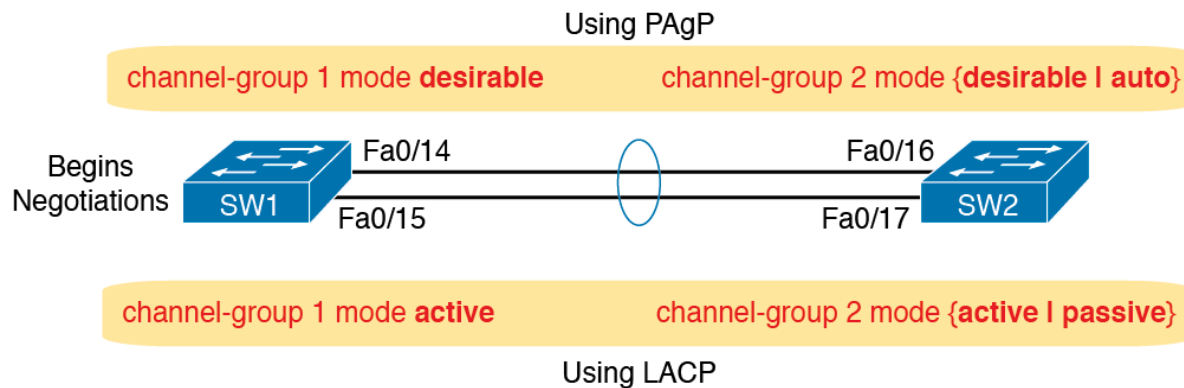 Using PAgP
channel-group 1 mode desirable
channel-group 2 mode {desirable | auto}
Begins
Negotiations
SW1
Fa0/14
Fa0/15
Fa0/16
Fa0/17
SW2
channel-group 1 mode active
channel-group 2 mode {active | passive}
Using LACP